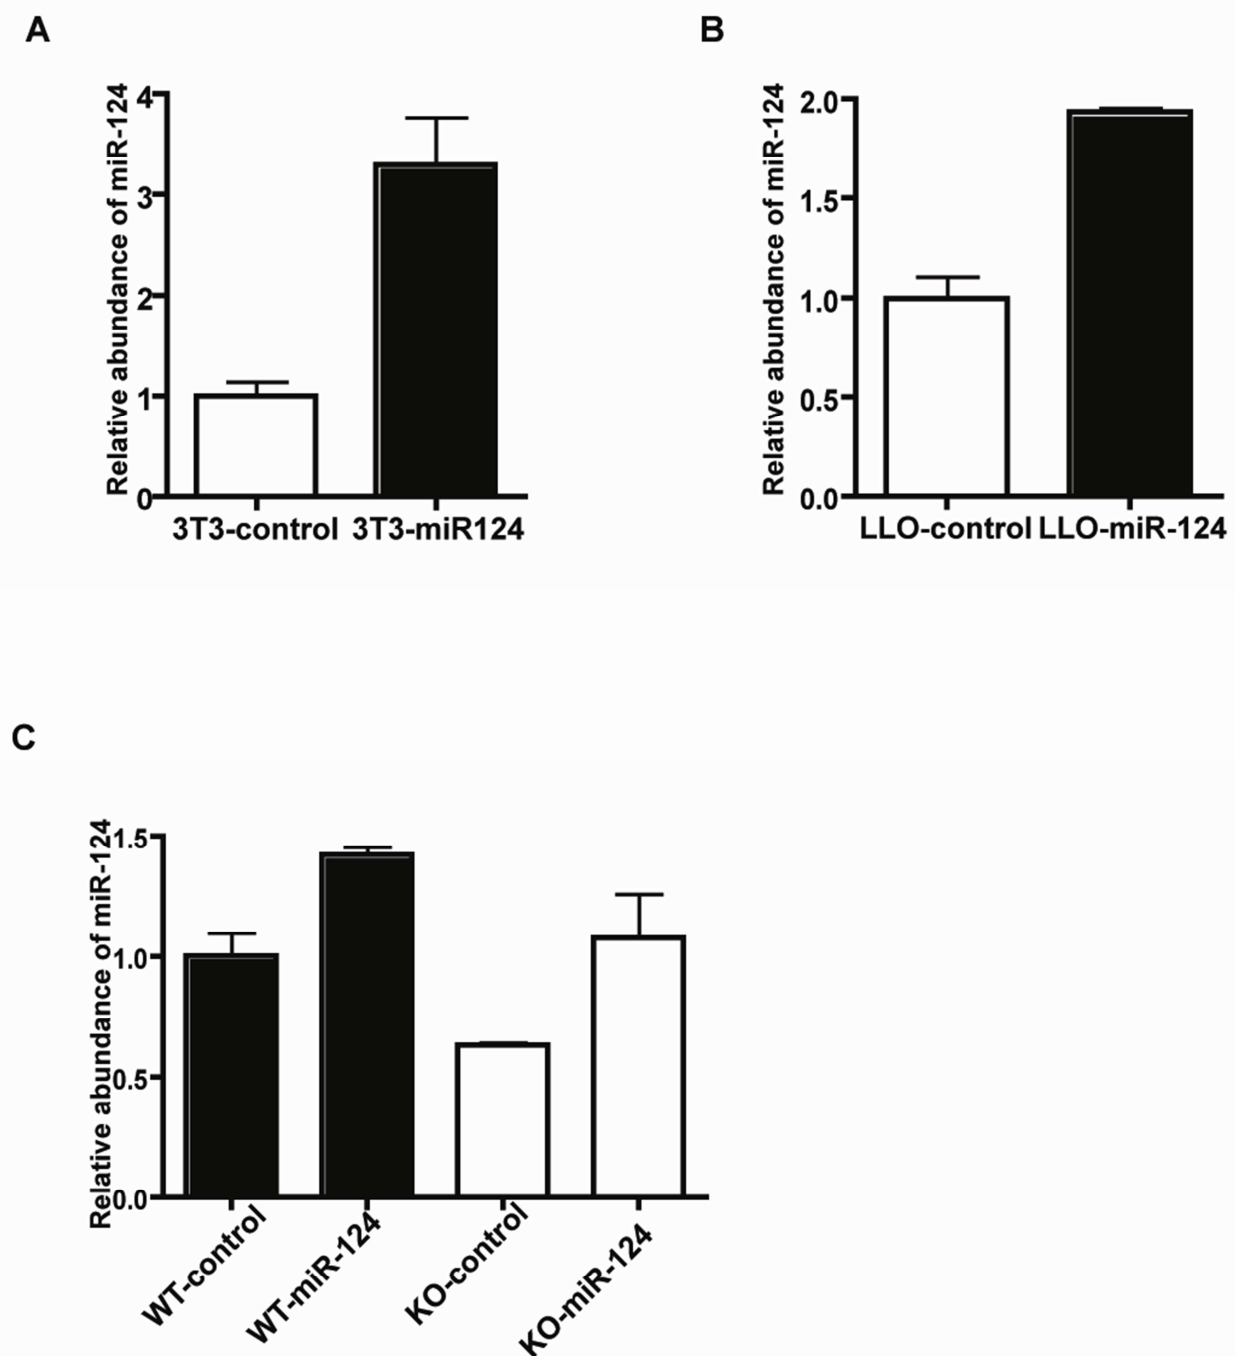 A
Relative abundance of miR-124
4
3
2
1
0
3T3-control 3T3-miR124
B
Relative abundance of miR-124
2.0
1.5
1.0
0.5
0.0
LLO-control LLO-miR-124
C
Relative abundance of miR-124
1.5
1.0
0.5
0.0
WT-control
WT-miR-124
KO-control
KO-miR-124